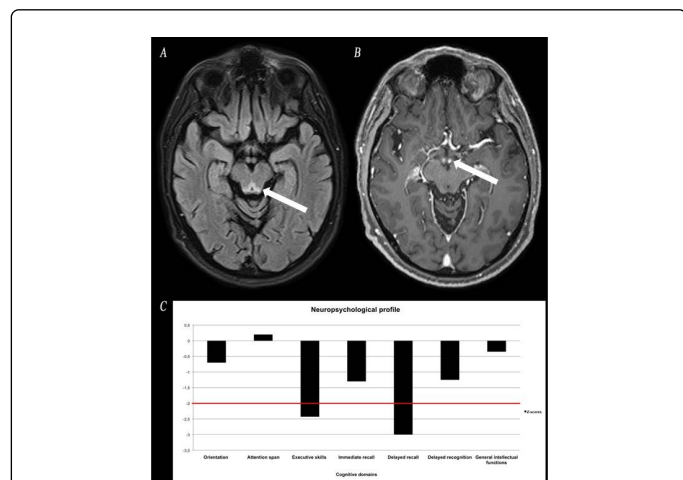 A B
C
Neuropsychological profile
0,5
0
-0,5
-1
-1,5
-2
-2,5
-3
-3,5
Z-scores
Orientation Attention span Executive skills Immediate recall Delayed recall Delayed recognition General intellectual
functions
Cognitive domains